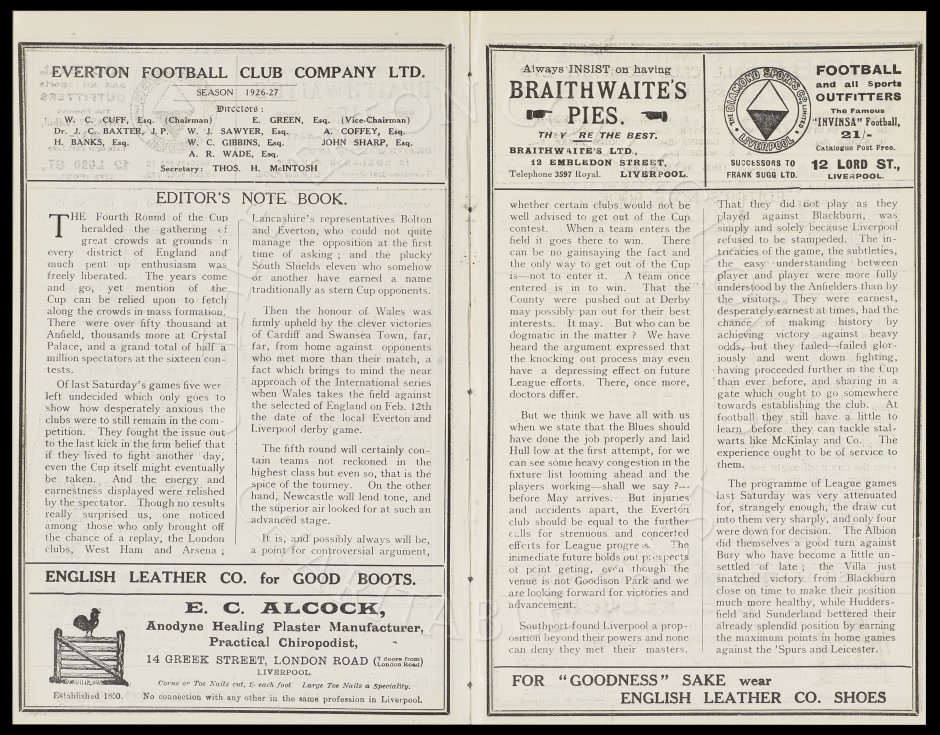 EVERTON FOOTBALL CLUB COMPANY LTD.
SEASON 1926-27
Directors :
W. C. CUFF, Esq. (Chairman) E. GREEN, Esq. (Vice-Chairman)
Dr. J. C. BAXTER, J.P. W. J. SAWYER, Esq. A. COFFEY, Esq.
H. BANKS, Esq. W. C. GIBBINS, Esq. JOHN SHARP, Esq.
A. R. WADE, Esq.
Secretary: THOS. H. McINTOSH
EDITOR'S NOTE BOOK.
THE Fourth Round of the Cup
heralded the gathering of
great crowds at grounds in
every district of England and
much pent up enthusiasm was
freely liberated. The years come
and go, yet mention of the
Cup can be relied upon to fetch
along the crowds in mass formation.
There were over fifty thousand at
Anfield, thousands more at Crystal
Palace, and a grand total of half a
million spectators at the sixteen con-
tests.
Of last Saturday's games five wer
left undecided which only goes to
show how desperately anxious the
clubs were to still remain in the com-
petition. They fought the issue out
to the last kick in the firm belief that
if they lived to fight another day,
even the Cup itself might eventually
be taken. And the energy and
earnestness displayed were relished
by the spectator. Though no results
really surprised us, one noticed
among those who only brought off
the chance of a replay, the London
clubs, West Ham and Arsena ;
Lancashire's representatives Bolton
and Everton, who could not quite
manage the opposition at the first
time of asking ; and the plucky
South Shields eleven who somehow
or another have earned a name
traditionally as stern Cup opponents.
Then the honour of Wales was
firmly upheld by the clever victories
of Cardiff and Swansea Town, far,
far, from home against opponents
who met more than their match, a
fact which brings to mind the near
approach of the International series
when Wales takes the field against
the selected of England on Feb. 12th
the date of the local Everton and
Liverpool derby game.
The fifth round will certainly con-
tain teams not reckoned in the
highest class but even so, that is the
spice of the tourney. On the other
hand, Newcastle will lend tone, and
the superior air looked for at such an
advanced stage.
It is, and possibly always will be,
a point for controversial argument,
ENGLISH LEATHER CO. for GOOD BOOTS.
E. C. ALCOCK,
Anodyne Healing Plaster Manufacturer,
Practical Chiropodist,
14 GREEK STREET, LONDON ROAD (7 doors from London Road)
LIVERPOOL.
Corns or Toe Nails cut, 1/- each foot Large Toe Nails a Speciality.
Established 1850. No connection with any other in the same profession in Liverpool.
Always INSIST on having
BRAITHWAITE'S
PIES.
THEY RE THE BEST.
BRAITHWAITE'S LTD.,
12 EMBLEDON STREET,
Telephone 3597 Royal. LIVERPOOL.
THE DIAMOND SPORTS Co. LIMITED
LIVERPOOL
SUCCESSORS TO
FRANK SUGG LTD.
FOOTBALL
and all Sports
OUTFITTERS
The Famous
"INVINSA" Football,
21/-
Catalogue Post Free.
12 LORD ST.,
LIVERPOOL.
whether certain clubs would not be
well advised to get out of the Cup
contest. When a team enters the
field it goes there to win. There
can be no gainsaying the fact and
the only way to get out of the Cup
is—not to enter it. A team once
entered is in to win. That the
County were pushed out at Derby
may possibly pan out for their best
interests. It may. But who can be
dogmatic in the matter ? We have
heard the argument expressed that
the knocking out process may even
have a depressing effect on future
League efforts. There, once more,
doctors differ.
But we think we have all with us
when we state that the Blues should
have done the job properly and laid
Hull low at the first attempt, for we
can see some heavy congestion in the
fixture list looming ahead and the
players working—shall we say ?—
before May arrives. But injuries
and accidents apart, the Everton
club should be equal to the further
calls for strenuous and concerted
efforts for League progress The
immediate future holds out prospects
of point geting, even though the
venue is not Goodison Park and we
are looking forward for victories and
advancement.
Southport found Liverpool a prop-
osition beyond their powers and none
can deny they met their masters.
That they did not play as they
played against Blackburn, was
simply and solely because Liverpool
refused to be stampeded. The in-
tricacies of the game, the subtleties,
the easy understanding between
player and player were more fully
understood by the Anfielders than by
the visitors. They were earnest,
desperately earnest at times, had the
chance of making history by
achieving victory against heavy
odds, but they failed—failed glor-
iously and went down fighting,
having proceeded further in the Cup
than ever before, and sharing in a
gate which ought to go somewhere
towards establishing the club. At
football they still have a little to
learn before they can tackle stal-
warts like McKinlay and Co. The
experience ought to be of service to
them.
The programme of League games
last Saturday was very attenuated
for, strangely enough, the draw cut
into them very sharply, and only four
were down for decision. The Albion
did themselves a good turn against
Bury who have become a little un-
settled of late ; the Villa just
snatched victory from Blackburn
close on time to make their position
much more healthy, while Hudders-
field and Sunderland bettered their
already splendid position by earning
the maximum points in home games
against the 'Spurs and Leicester.
FOR "GOODNESS" SAKE wear
ENGLISH LEATHER CO. SHOES